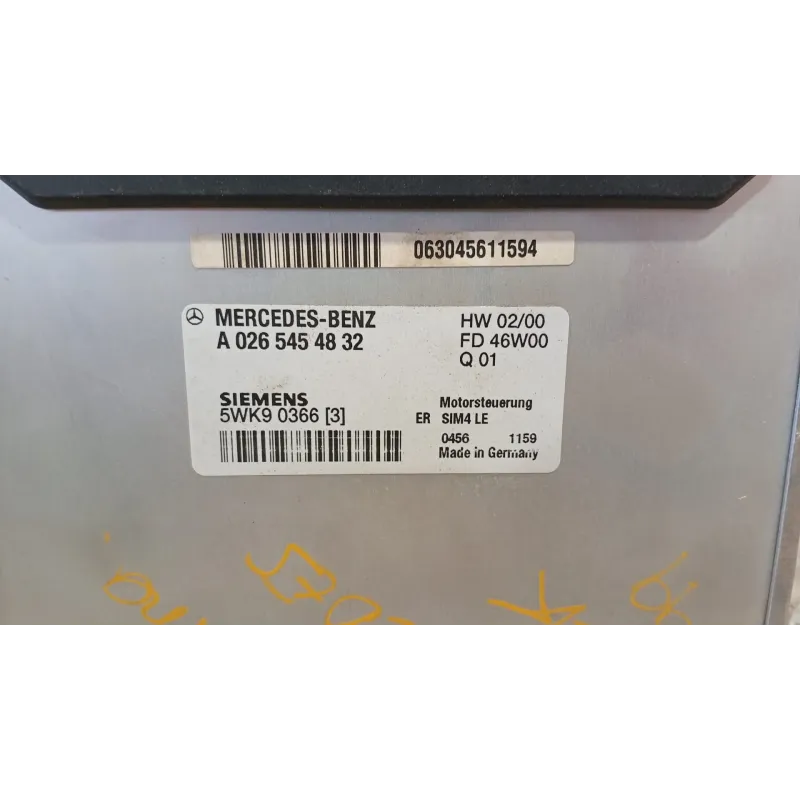 063045611594
MERCEDES-BENZ
A 026 545 48 32
HW 02/00
FD 46W00
Q 01
SIEMENS
5WK9 0366 [3]
Motorsteuerung
ER SIM4 LE
0456 1159
Made in Germany